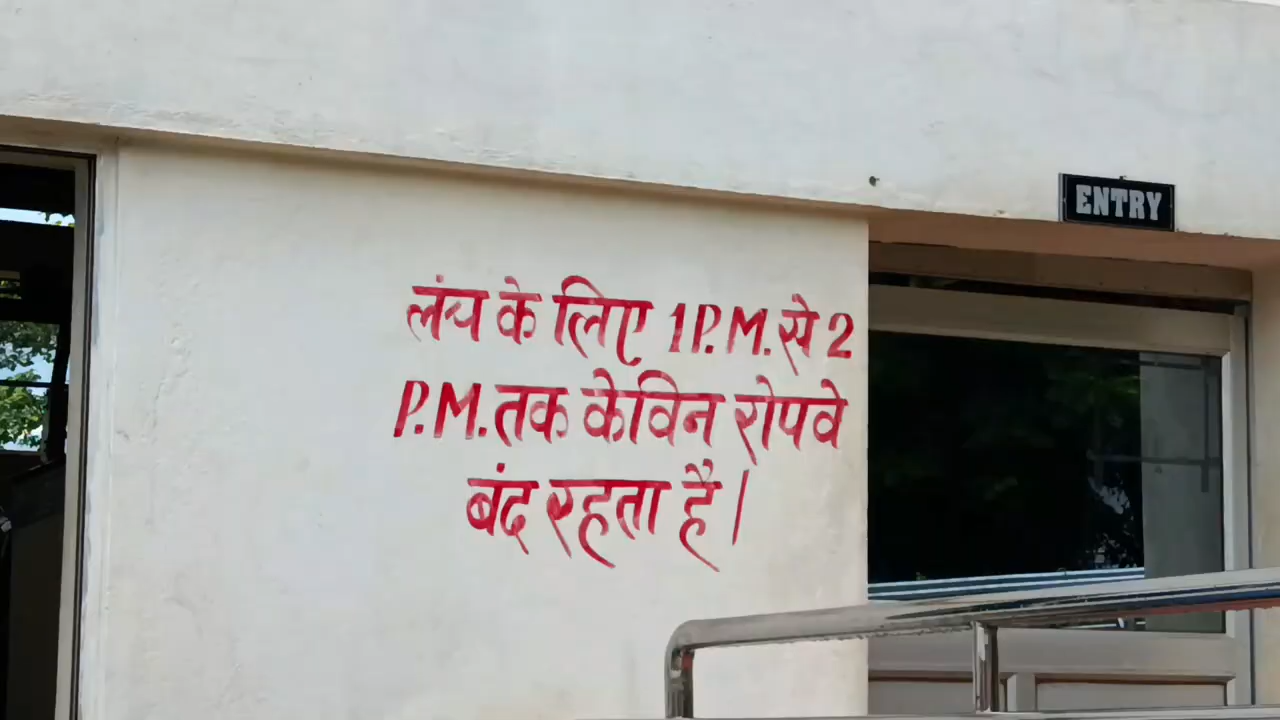 ENTRY
लंच के लिए 1P.M. से 2
P.M. तक केविन रोपवे
बंद रहता है।